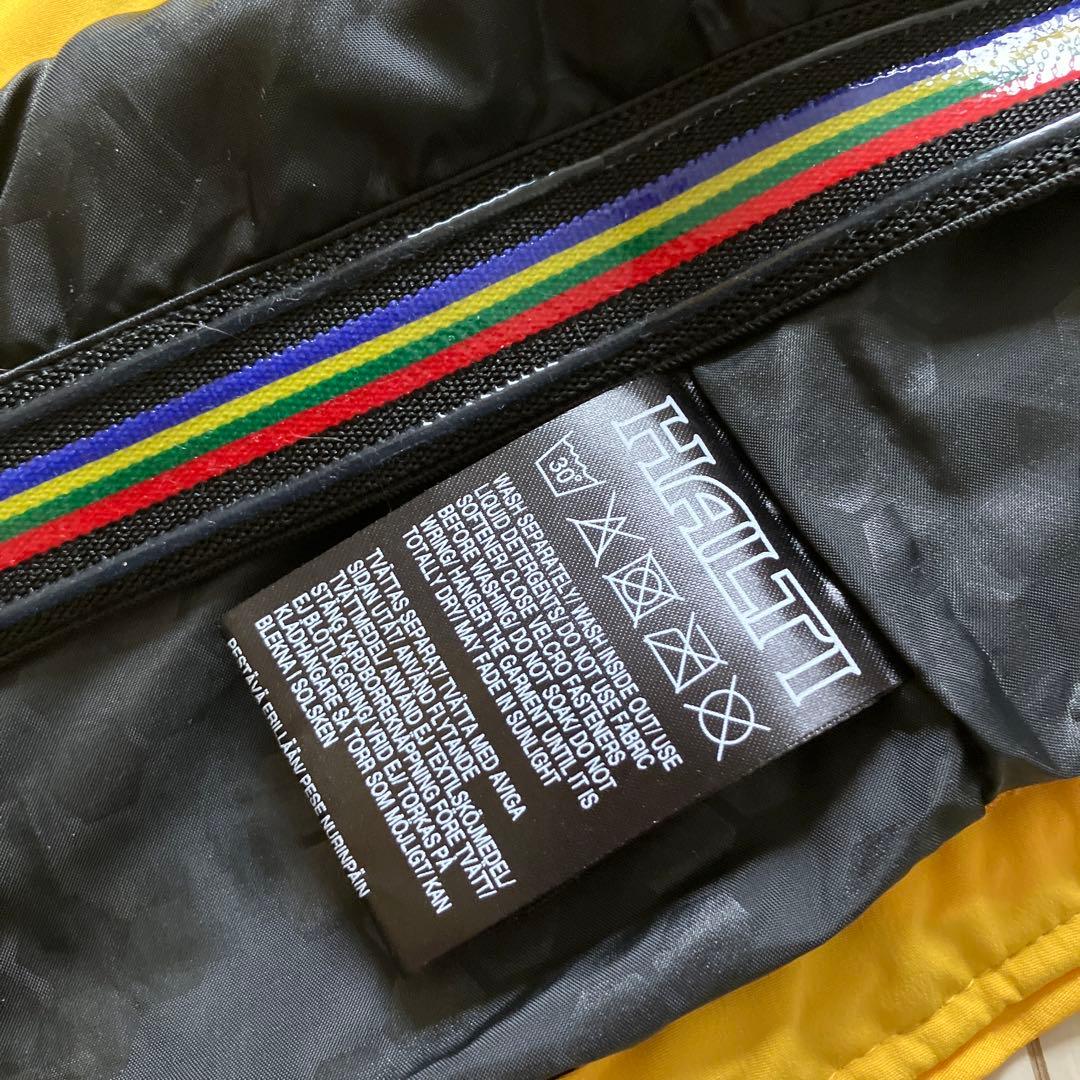 HALTI
30°
WASH SEPARATELY/ WASH INSIDE OUT/ USE
LIQUID DETERGENTS/ DO NOT USE FABRIC
SOFTENER/ CLOSE VELCRO FASTENERS
BEFORE WASHING/ DO NOT SOAK/ DO NOT
WRING/ HANGER THE GARMENT UNTIL IT IS
TOTALLY DRY/ MAY FADE IN SUNLIGHT
TVÄTTAS SEPARAT/ TVÄTTA MED AVIGA
SIDAN UTÅT/ ANVÄND FLYTANDE
TVÄTTMEDEL/ ANVÄND EJ TEXTILSKÖJMEDEL/
STÄNG KARDBORREKNÄPPNING FÖRE TVÄTT/
EJ BLÖTLÄGGNING/ VRID EJ/ TORKAS PÅ
KLÄDHÄNGARE SÅ TORR SOM MÖJLIGT/ KAN
BLEKNA I SOLSKEN
PESTÄVÄ ERILLÄÄN/ PESE NURINPÄIN